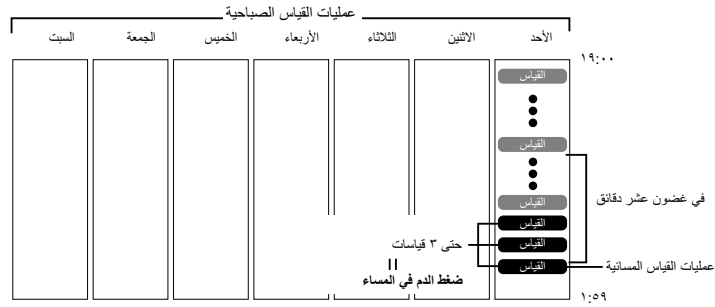 عمليات القياس الصباحية
الأحد الاثنين الثلاثاء الأربعاء الخميس الجمعة السبت
١٩:٠٠
القياس
القياس
في غضون عشر دقائق
القياس
القياس
حتى ٣ قياسات
القياس
عمليات القياس المسائية
القياس
ضغط الدم في المساء
١:٥٩